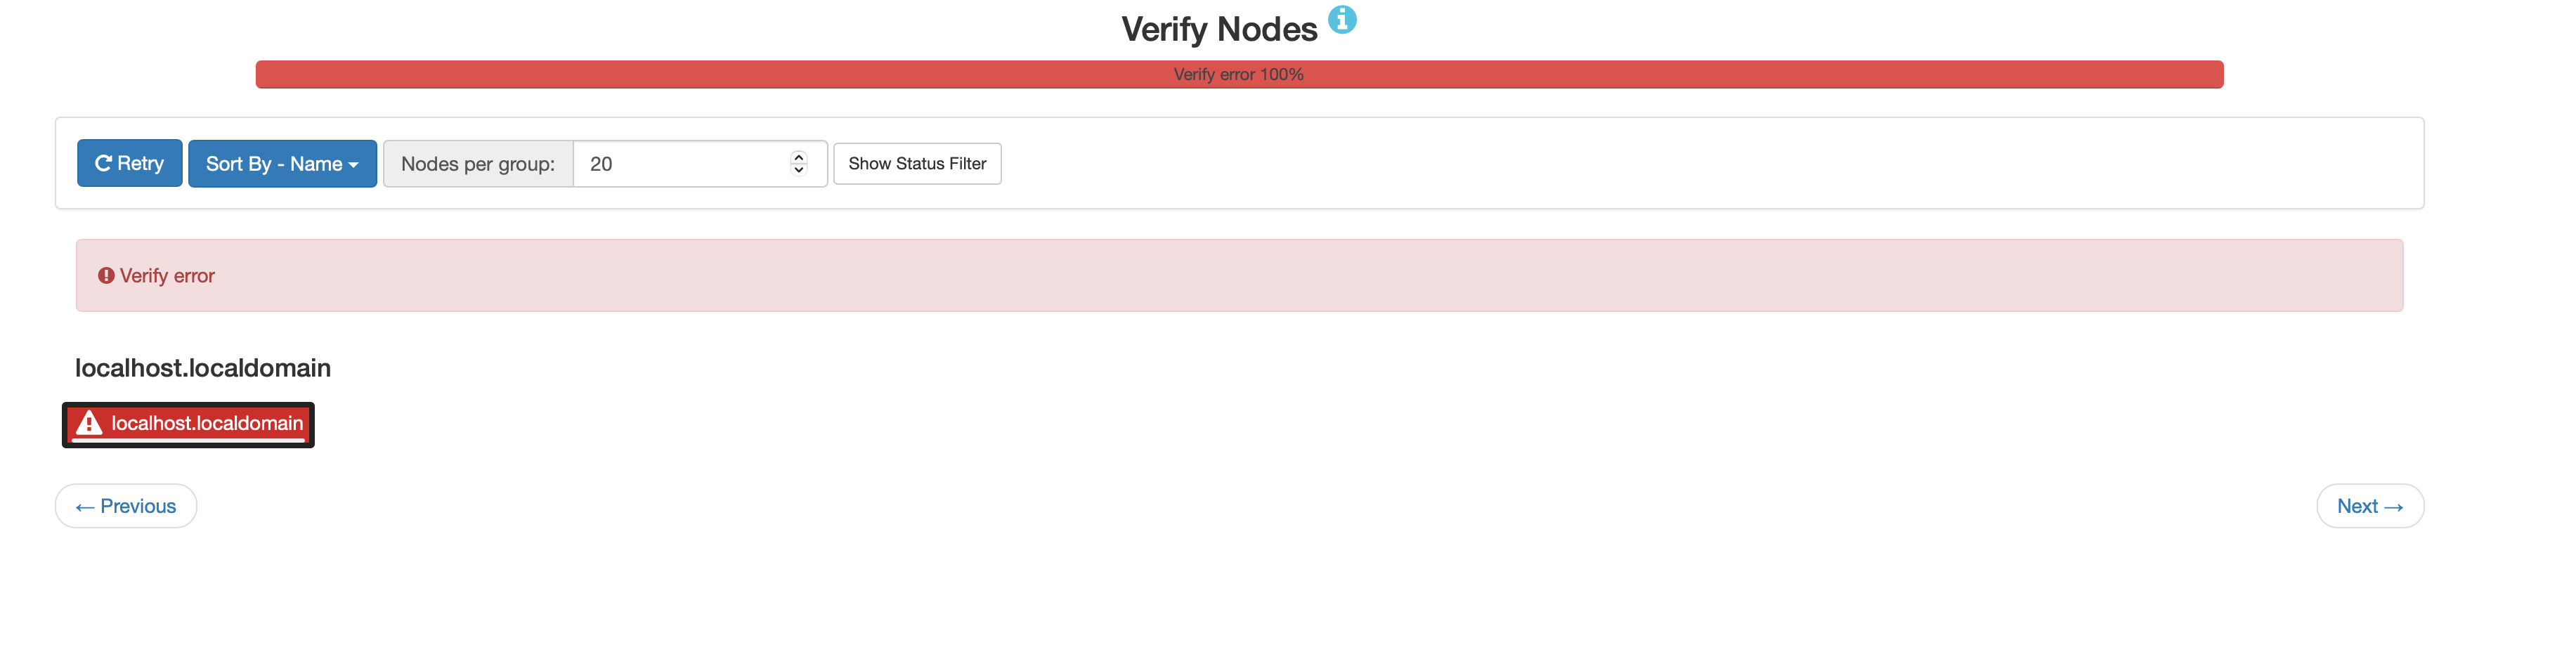 Verify Nodes
Verify error 100%
Retry Sort By - Name Nodes per group: 20 Show Status Filter
Verify error
localhost.localdomain
localhost.localdomain
← Previous Next →